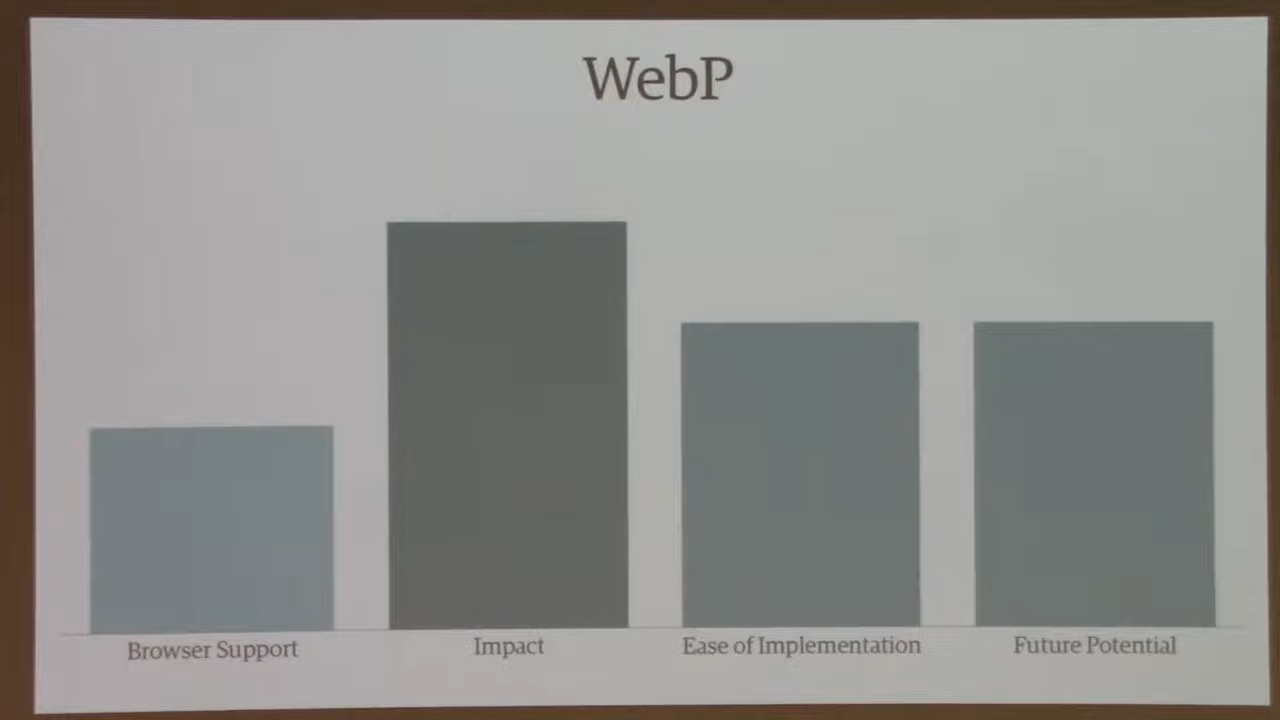 WebP
Browser Support
Impact
Ease of Implementation
Future Potential